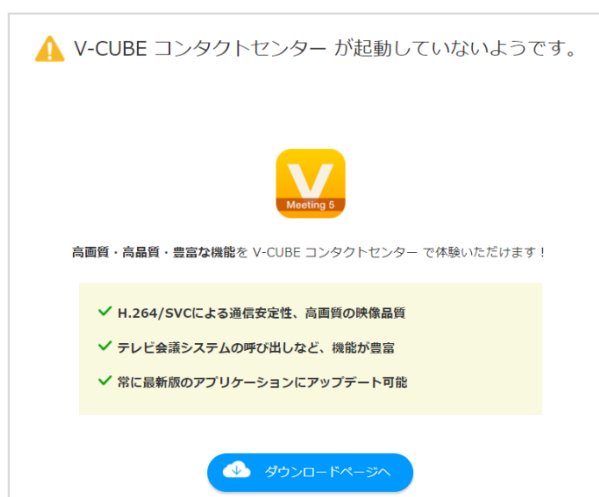 V-CUBE コンタクトセンター が起動していないようです。
V
Meeting 5
高画質・高品質・豊富な機能を V-CUBE コンタクトセンター で体験いただけます！
H.264/SVCによる通信安定性、高画質の映像品質
テレビ会議システムの呼び出しなど、機能が豊富
常に最新版のアプリケーションにアップデート可能
ダウンロードページへ